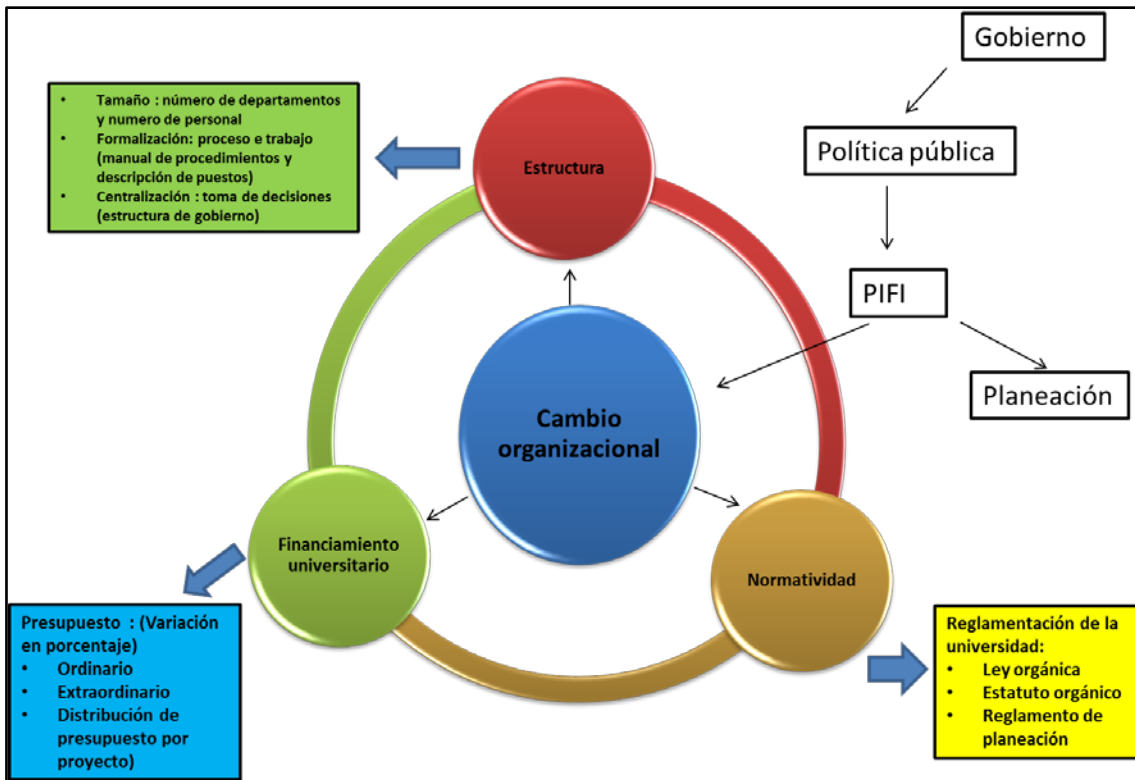 Gobierno
Política pública
PIFI
Planeación
• Tamaño : número de departamentos
y numero de personal
• Formalización: proceso e trabajo
(manual de procedimientos y
descripción de puestos)
• Centralización : toma de decisiones
(estructura de gobierno)
Estructura
Cambio
organizacional
Financiamiento
universitario
Normatividad
Presupuesto : (Variación
en porcentaje)
• Ordinario
• Extraordinario
• Distribución de
presupuesto por
proyecto)
Reglamentación de la
universidad:
• Ley orgánica
• Estatuto orgánico
• Reglamento de
planeación